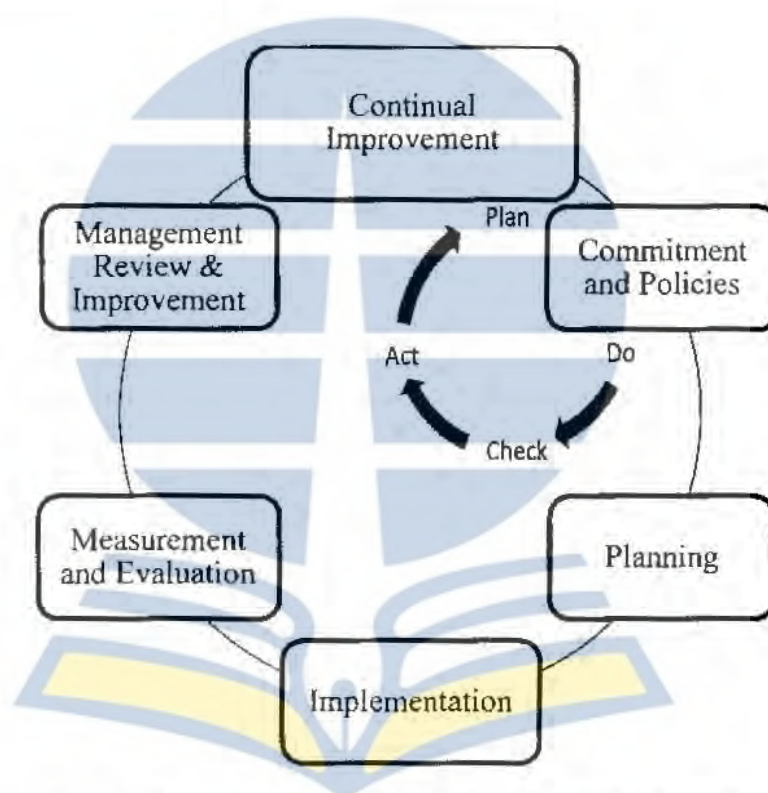 Continual
Improvement
Management
Review &
Improvement
Plan
Commitment
and Policies
Act
Do
Check
Measurement
and Evaluation
Planning
Implementation